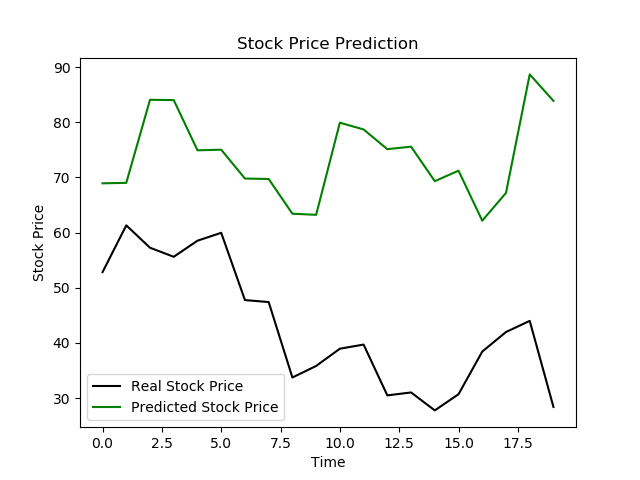 Stock Price Prediction
90
80
70
60
50
40
30
Stock Price
Real Stock Price
Predicted Stock Price
0.0 2.5 5.0 7.5 10.0 12.5 15.0 17.5
Time